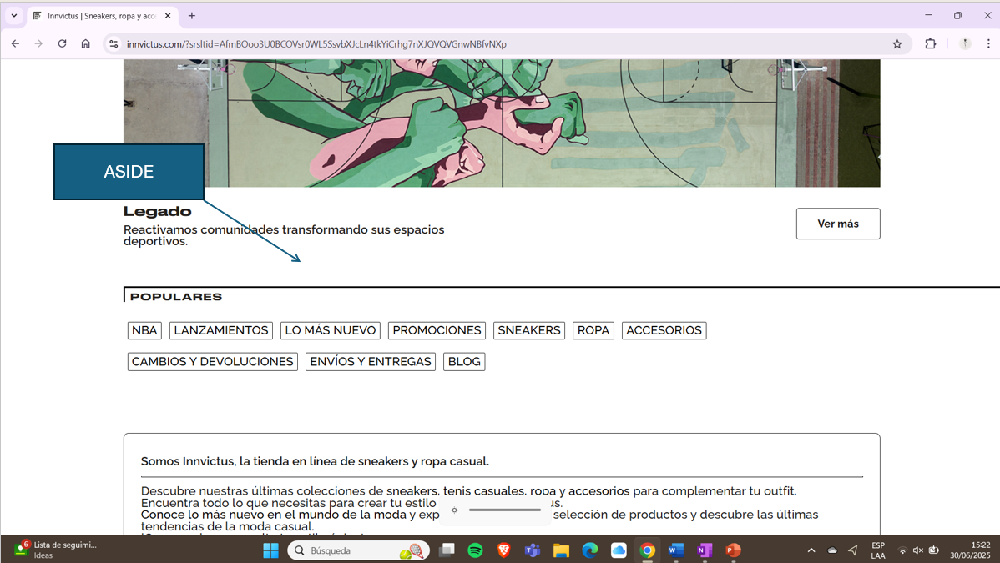 Innvictus | Sneakers, ropa y acc
innvictus.com/?srsltid=AfmBOoo3U0BCOVsr0WL5SsvbXJcLn4tkYiCrhg7nXJQVQVGnwNBfvNXp
ASIDE
Legado
Reactivamos comunidades transformando sus espacios
deportivos.
Ver más
POPULARES
NBA LANZAMIENTOS LO MÁS NUEVO PROMOCIONES SNEAKERS ROPA ACCESORIOS
CAMBIOS Y DEVOLUCIONES ENVÍOS Y ENTREGAS BLOG
Somos Innvictus, la tienda en línea de sneakers y ropa casual.
Descubre nuestras últimas colecciones de sneakers, tenis casuales, ropa y accesorios para complementar tu outfit.
Encuentra todo lo que necesitas para crear tu estilo
Conoce lo más nuevo en el mundo de la moda y exp selección de productos y descubre las últimas
tendencias de la moda casual.
6
Lista de seguimi...
Ideas
Búsqueda
ESP
LAA
15:22
30/06/2025